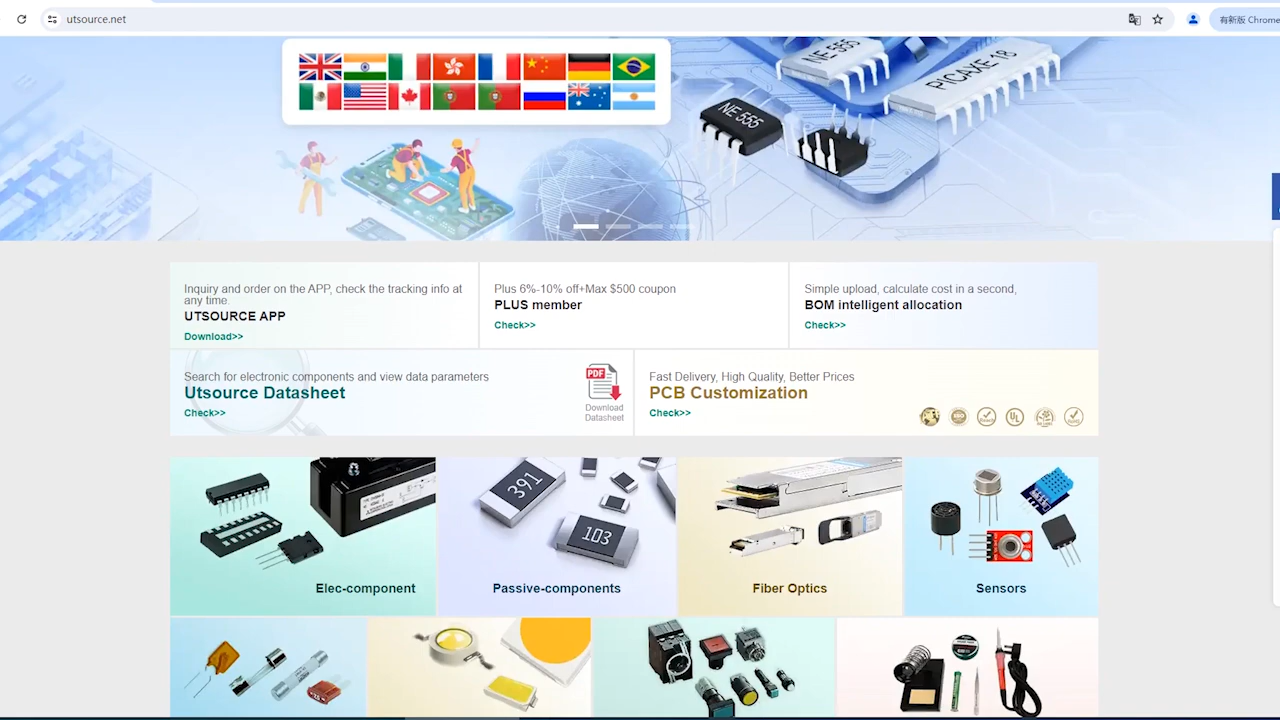 utsource.net
有新版 Chrome
NE 555
PICAXE-18
NE 555
Inquiry and order on the APP, check the tracking info at
any time.
UTSOURCE APP
Download>>
Plus 6%-10% off+Max $500 coupon
PLUS member
Check>>
Simple upload, calculate cost in a second,
BOM intelligent allocation
Check>>
Search for electronic components and view data parameters
Utsource Datasheet
Check>>
PDF
Download
Datasheet
Fast Delivery, High Quality, Better Prices
PCB Customization
Check>>
UL
391
103
Elec-component
Passive-components
Fiber Optics
Sensors